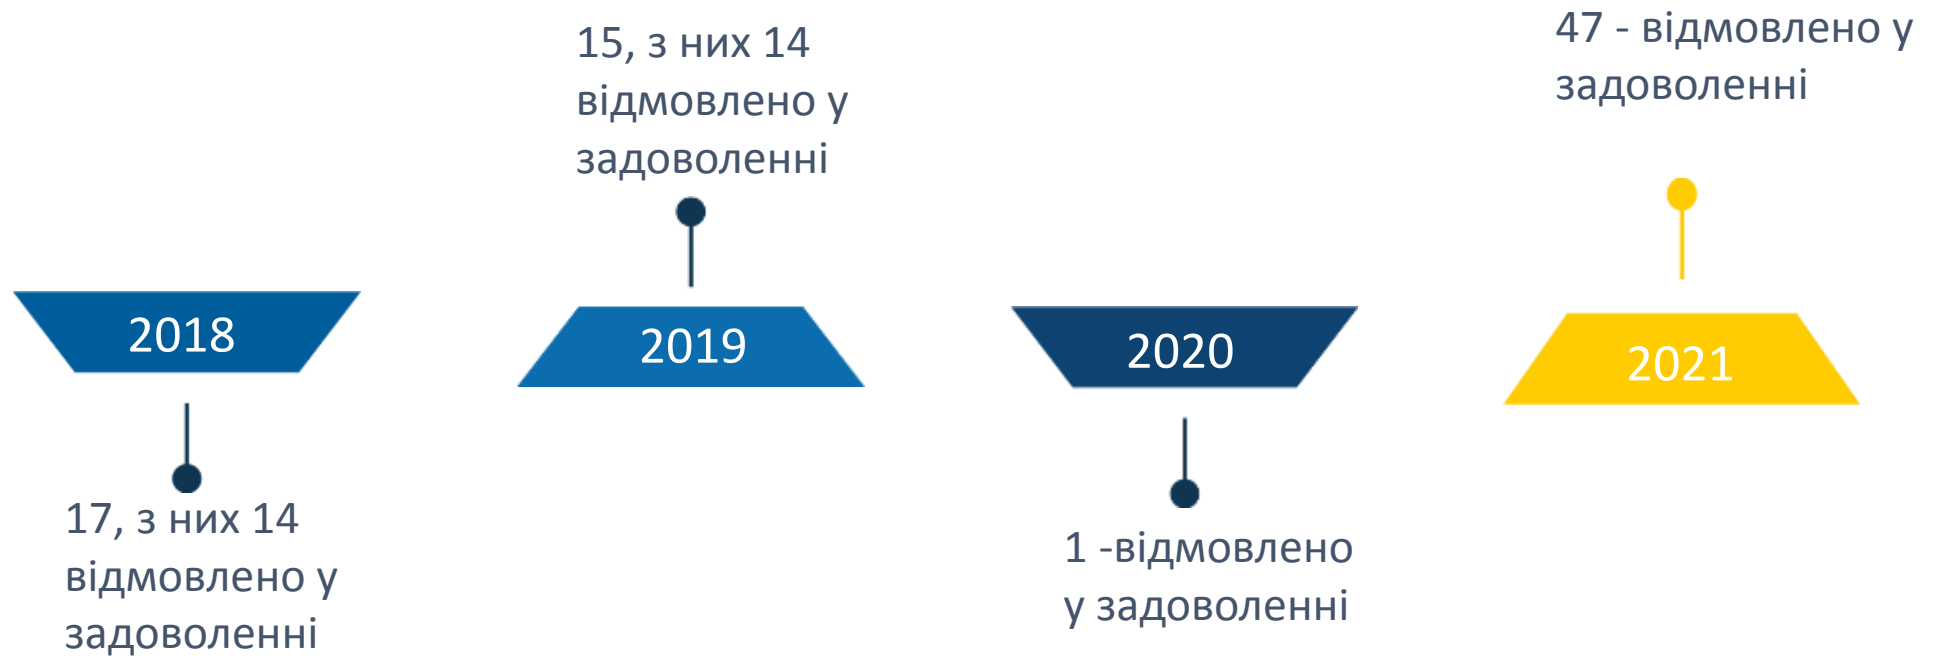 2018
17, з них 14
відмовлено у
задоволенні
15, з них 14
відмовлено у
задоволенні
2019
2020
1 -відмовлено
у задоволенні
47 - відмовлено у
задоволенні
2021